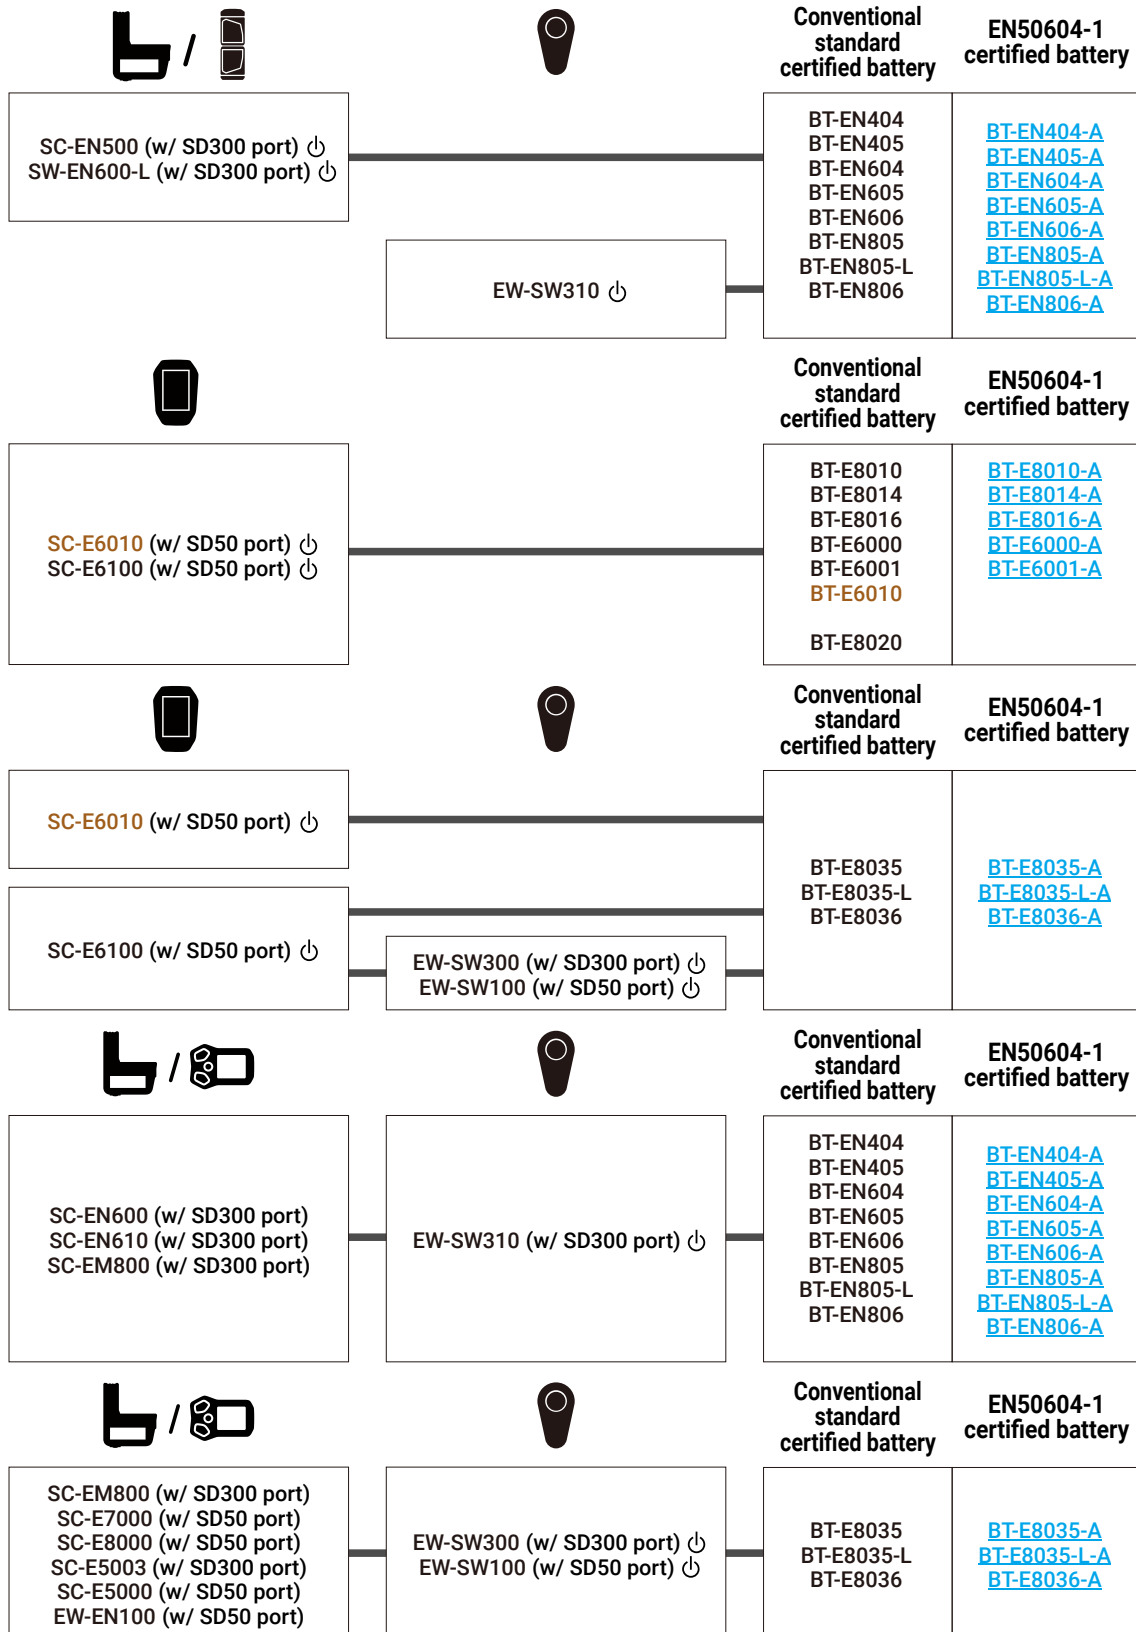 Conventional
standard
certified battery
EN50604-1
certified battery
SC-EN500 (w/ SD300 port)
SW-EN600-L (w/ SD300 port)
EW-SW310
BT-EN404
BT-EN405
BT-EN604
BT-EN605
BT-EN606
BT-EN805
BT-EN805-L
BT-EN806
BT-EN404-A
BT-EN405-A
BT-EN604-A
BT-EN605-A
BT-EN606-A
BT-EN805-A
BT-EN805-L-A
BT-EN806-A
Conventional
standard
certified battery
EN50604-1
certified battery
SC-E6010 (w/ SD50 port)
SC-E6100 (w/ SD50 port)
BT-E8010
BT-E8014
BT-E8016
BT-E6000
BT-E6001
BT-E6010
BT-E8020
BT-E8010-A
BT-E8014-A
BT-E8016-A
BT-E6000-A
BT-E6001-A
Conventional
standard
certified battery
EN50604-1
certified battery
SC-E6010 (w/ SD50 port)
SC-E6100 (w/ SD50 port)
EW-SW300 (w/ SD300 port)
EW-SW100 (w/ SD50 port)
BT-E8035
BT-E8035-L
BT-E8036
BT-E8035-A
BT-E8035-L-A
BT-E8036-A
/
Conventional
standard
certified battery
EN50604-1
certified battery
SC-EN600 (w/ SD300 port)
SC-EN610 (w/ SD300 port)
SC-EM800 (w/ SD300 port)
EW-SW310 (w/ SD300 port)
BT-EN404
BT-EN405
BT-EN604
BT-EN605
BT-EN606
BT-EN805
BT-EN805-L
BT-EN806
BT-EN404-A
BT-EN405-A
BT-EN604-A
BT-EN605-A
BT-EN606-A
BT-EN805-A
BT-EN805-L-A
BT-EN806-A
/
Conventional
standard
certified battery
EN50604-1
certified battery
SC-EM800 (w/ SD300 port)
SC-E7000 (w/ SD50 port)
SC-E8000 (w/ SD50 port)
SC-E5003 (w/ SD300 port)
SC-E5000 (w/ SD50 port)
EW-EN100 (w/ SD50 port)
EW-SW300 (w/ SD300 port)
EW-SW100 (w/ SD50 port)
BT-E8035
BT-E8035-L
BT-E8036
BT-E8035-A
BT-E8035-L-A
BT-E8036-A